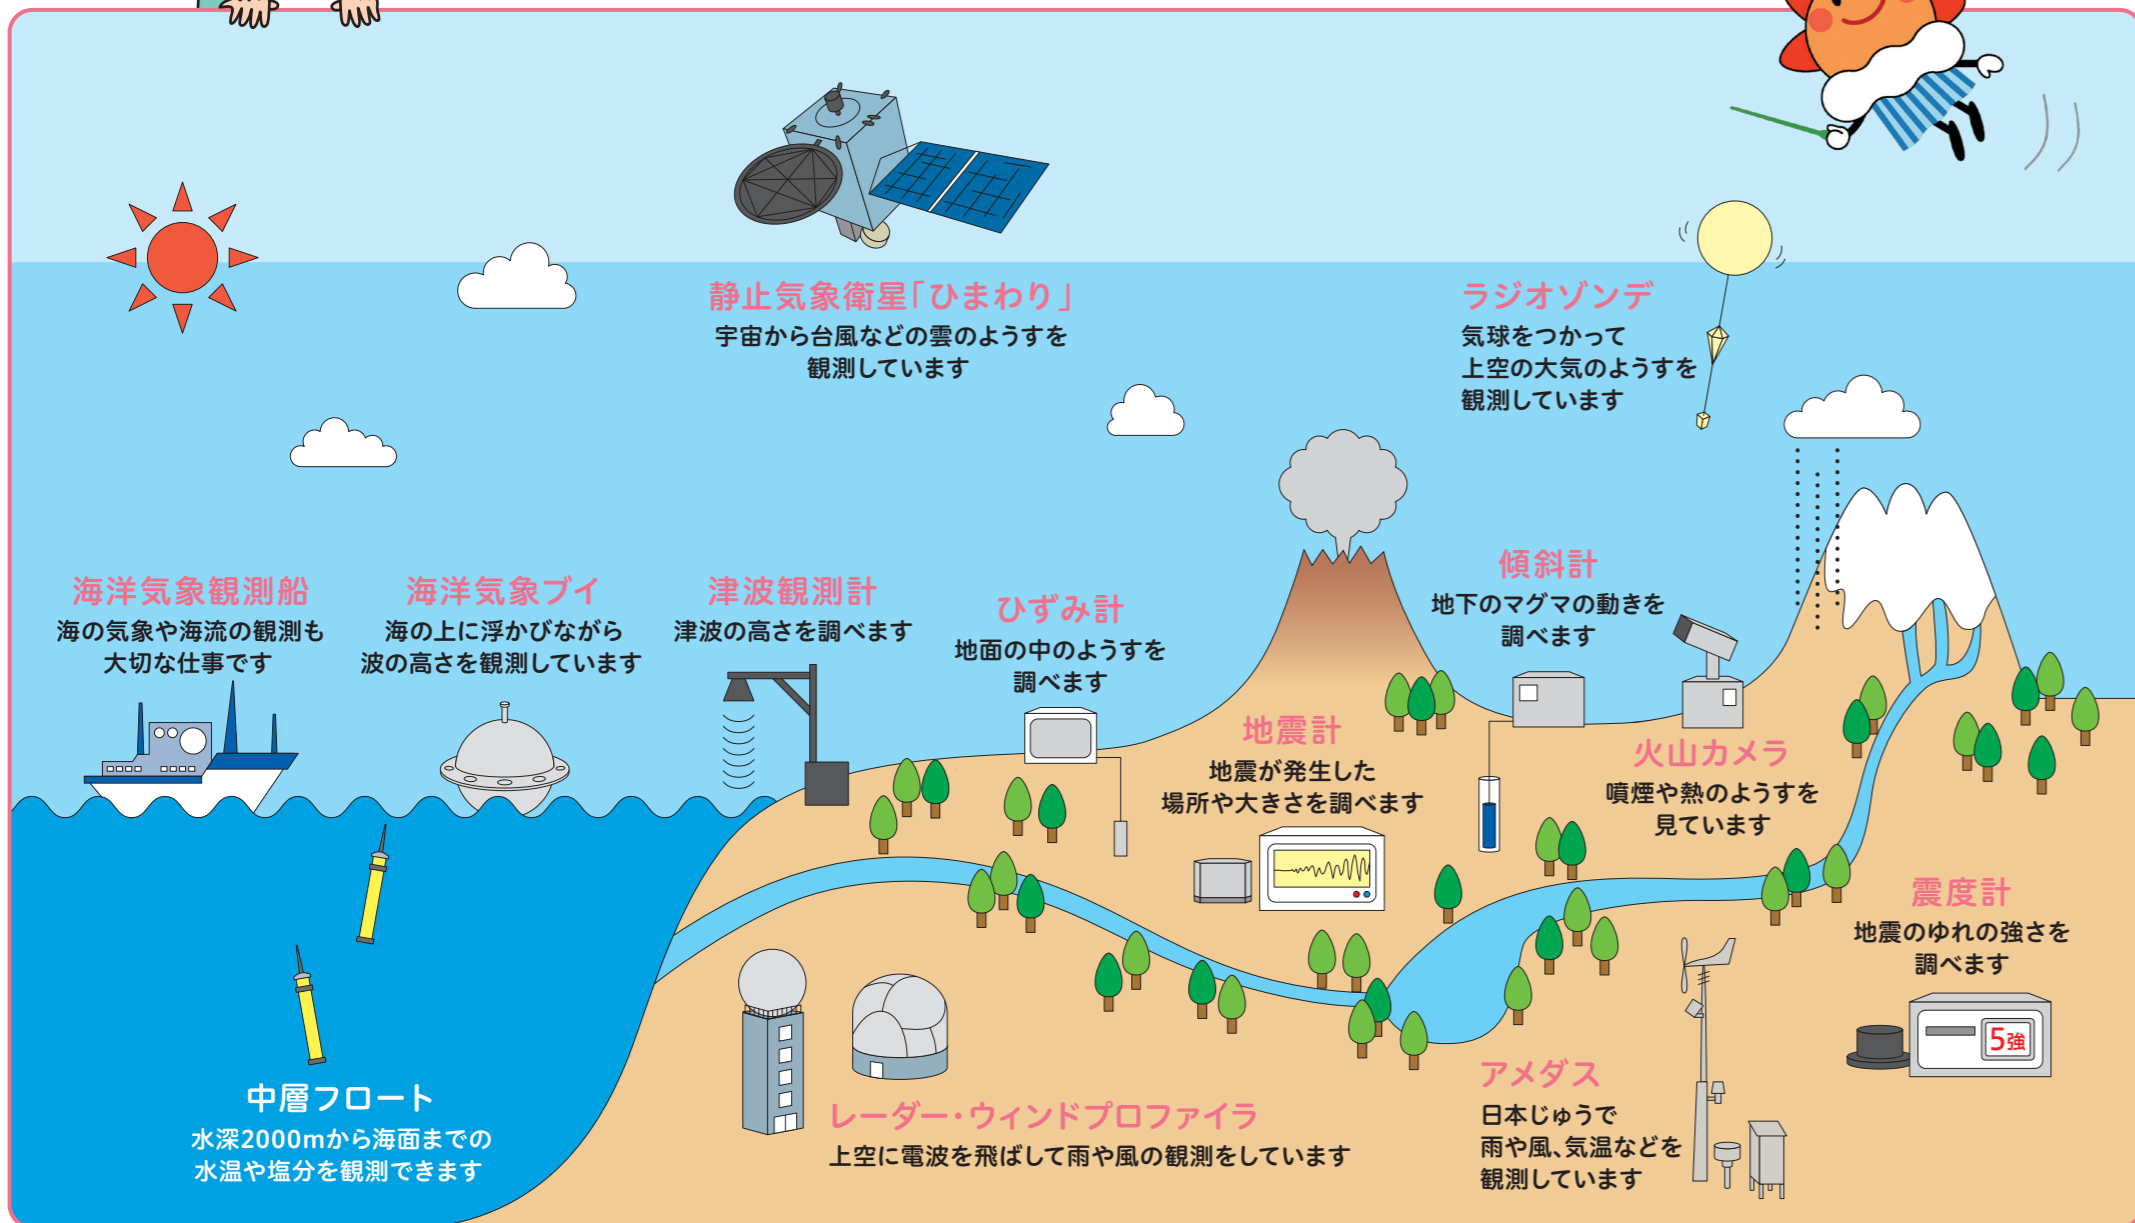 静止気象衛星「ひまわり」
宇宙から台風などの雲のようすを
観測しています
ラジオゾンデ
気球をつかって
上空の大気のようすを
観測しています
海洋気象観測船
海の気象や海流の観測も
大切な仕事です
海洋気象ブイ
海の上に浮かびながら
波の高さを観測しています
津波観測計
津波の高さを調べます
ひずみ計
地面の中のようすを
調べます
傾斜計
地下のマグマの動きを
調べます
地震計
地震が発生した
場所や大きさを調べます
火山カメラ
噴煙や熱のようすを
見ています
震度計
地震のゆれの強さを
調べます
5強
中層フロート
水深2000mから海面までの
水温や塩分を観測できます
レーダー・ウィンドプロファイラ
上空に電波を飛ばして雨や風の観測をしています
アメダス
日本じゅうで
雨や風、気温などを
観測しています